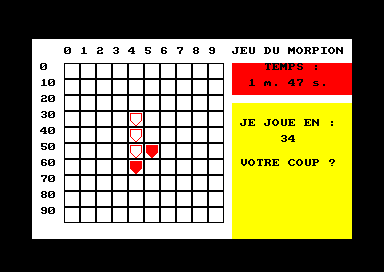 0 1 2 3 4 5 6 7 8 9 JEU DU MORPION
0 TEMPS :
10 1 m. 47 s.
20
30
40 JE JOUE EN :
50 34
60 VOTRE COUP ?
70
80
90